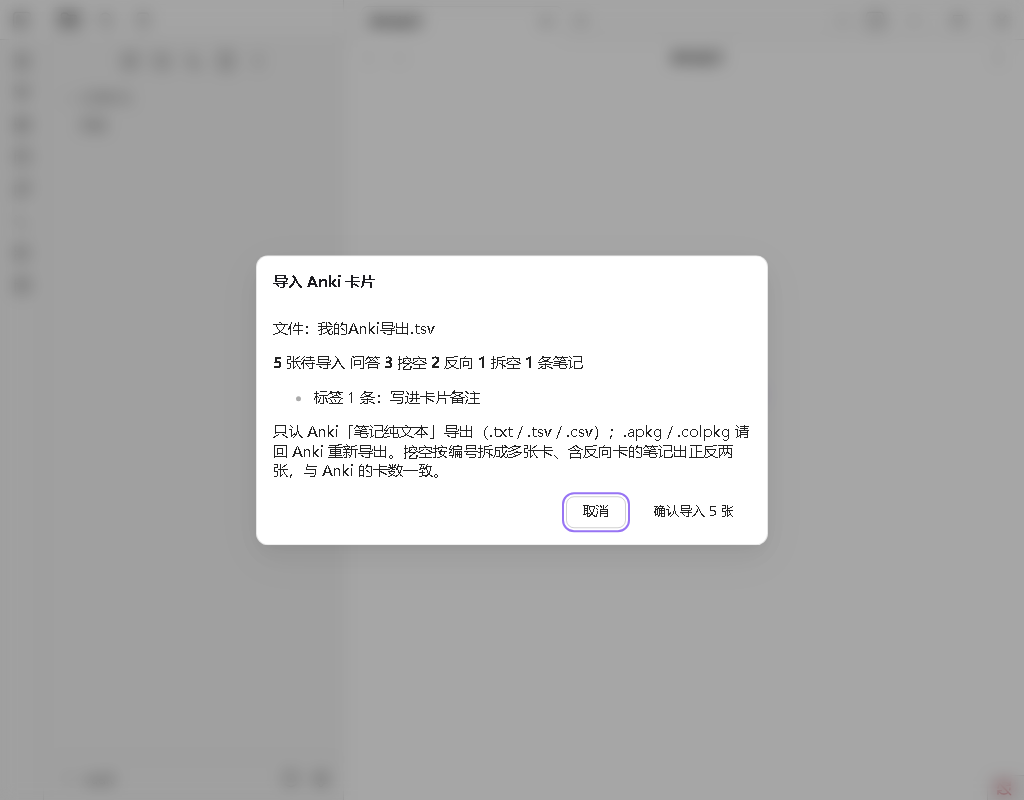 导入 Anki 卡片
文件：我的Anki导出.tsv
5 张待导入 问答 3 挖空 2 反向 1 拆空 1 条笔记
标签 1 条：写进卡片备注
只认 Anki「笔记纯文本」导出（.txt / .tsv / .csv）；.apkg / .colpkg 请
回 Anki 重新导出。挖空按编号拆成多张卡、含反向卡的笔记出正反两
张，与 Anki 的卡数一致。
取消 确认导入 5 张